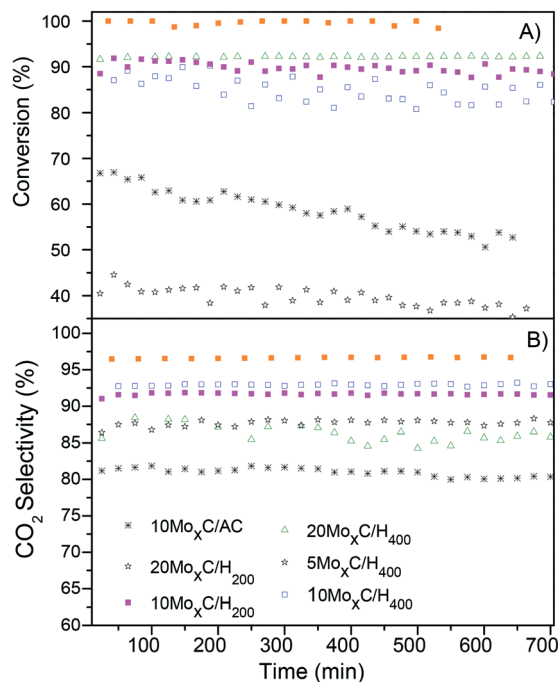 A)
Conversion (%)
100
90
80
70
60
50
40
B)
CO2 Selectivity (%)
100
95
90
85
80
75
70
65
60
10MoxC/AC
20MoxC/H200
10MoxC/H200
20MoxC/H400
5MoxC/H400
10MoxC/H400
100 200 300 400 500 600 700
Time (min)